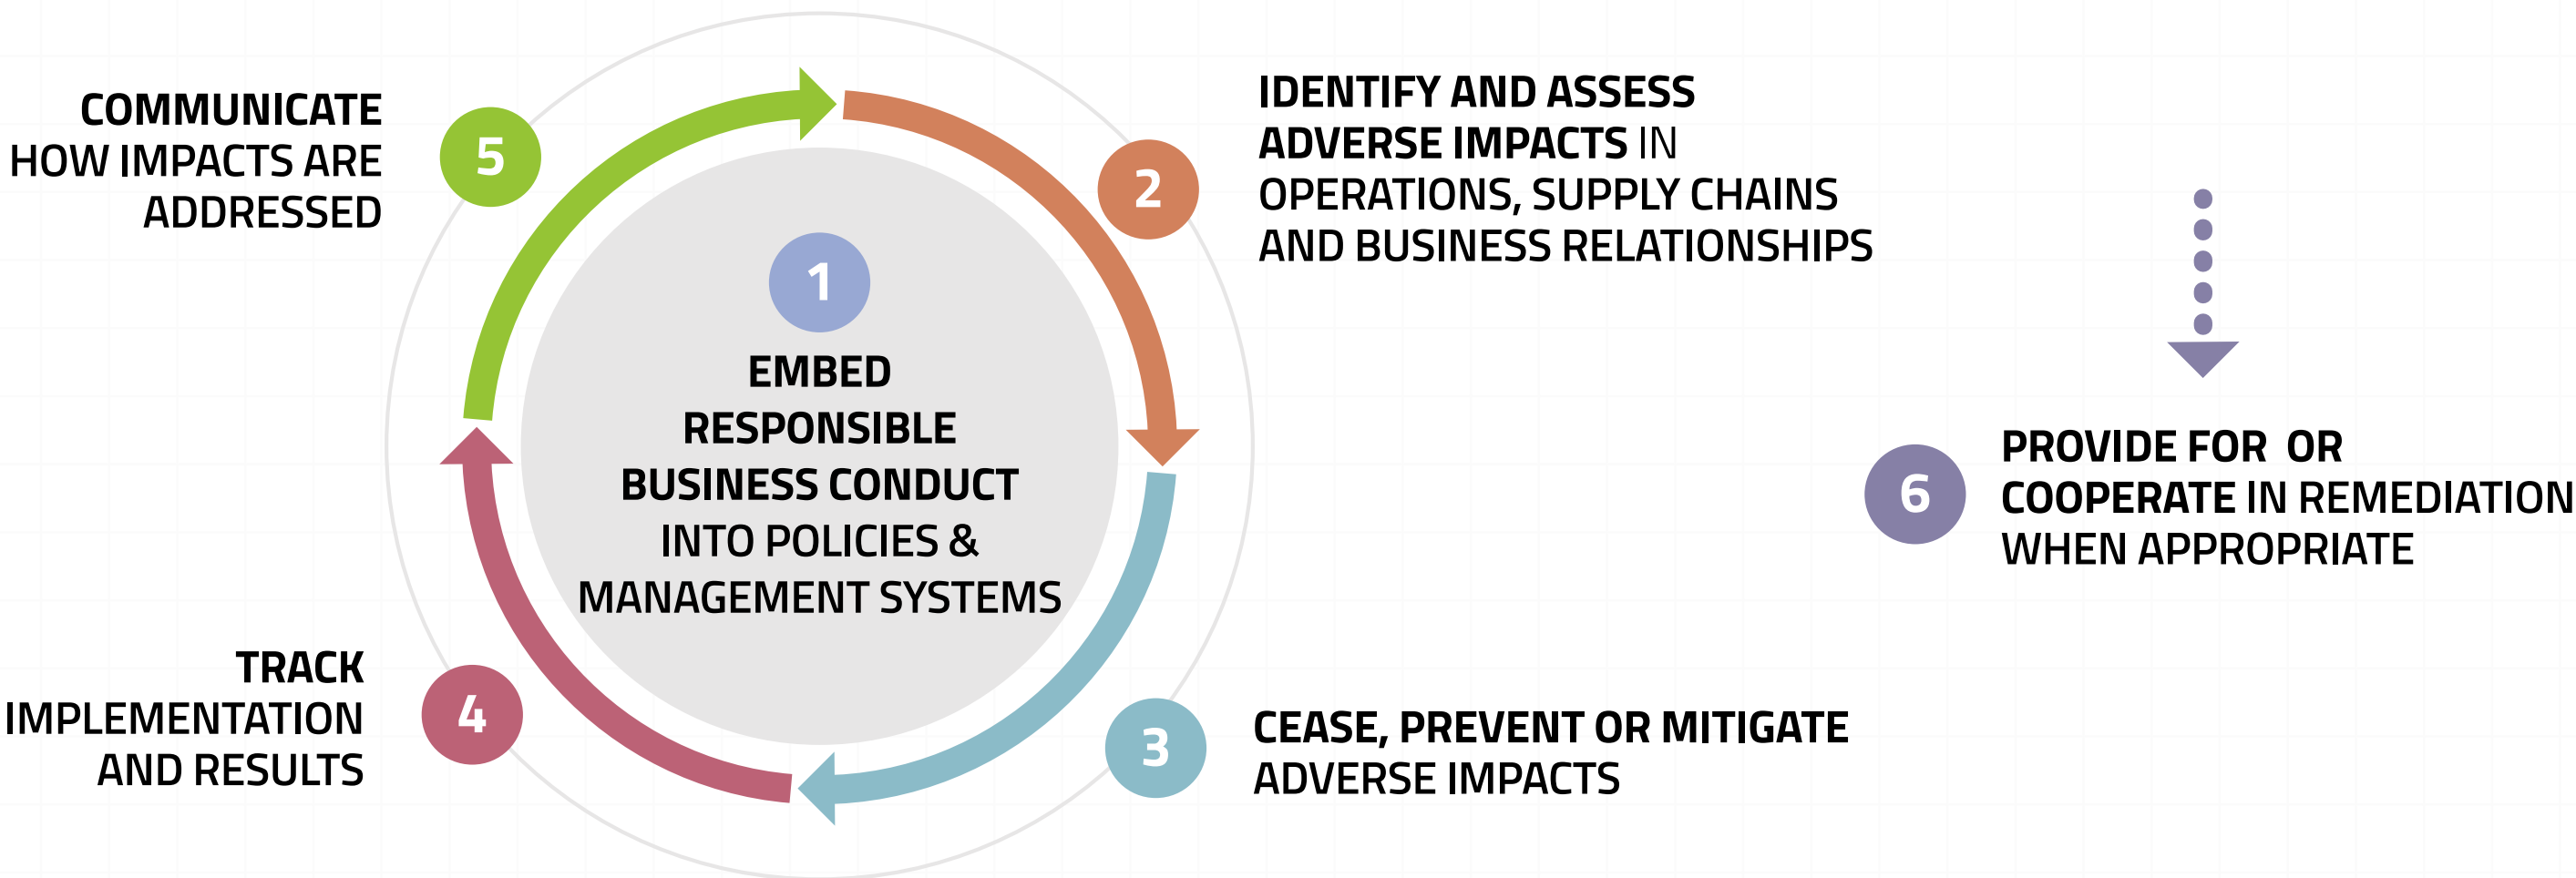 1
EMBED
RESPONSIBLE
BUSINESS CONDUCT
INTO POLICIES &
MANAGEMENT SYSTEMS
2
IDENTIFY AND ASSESS
ADVERSE IMPACTS IN
OPERATIONS, SUPPLY CHAINS
AND BUSINESS RELATIONSHIPS
3
CEASE, PREVENT OR MITIGATE
ADVERSE IMPACTS
4
TRACK
IMPLEMENTATION
AND RESULTS
5
COMMUNICATE
HOW IMPACTS ARE
ADDRESSED
6
PROVIDE FOR OR
COOPERATE IN REMEDIATION
WHEN APPROPRIATE